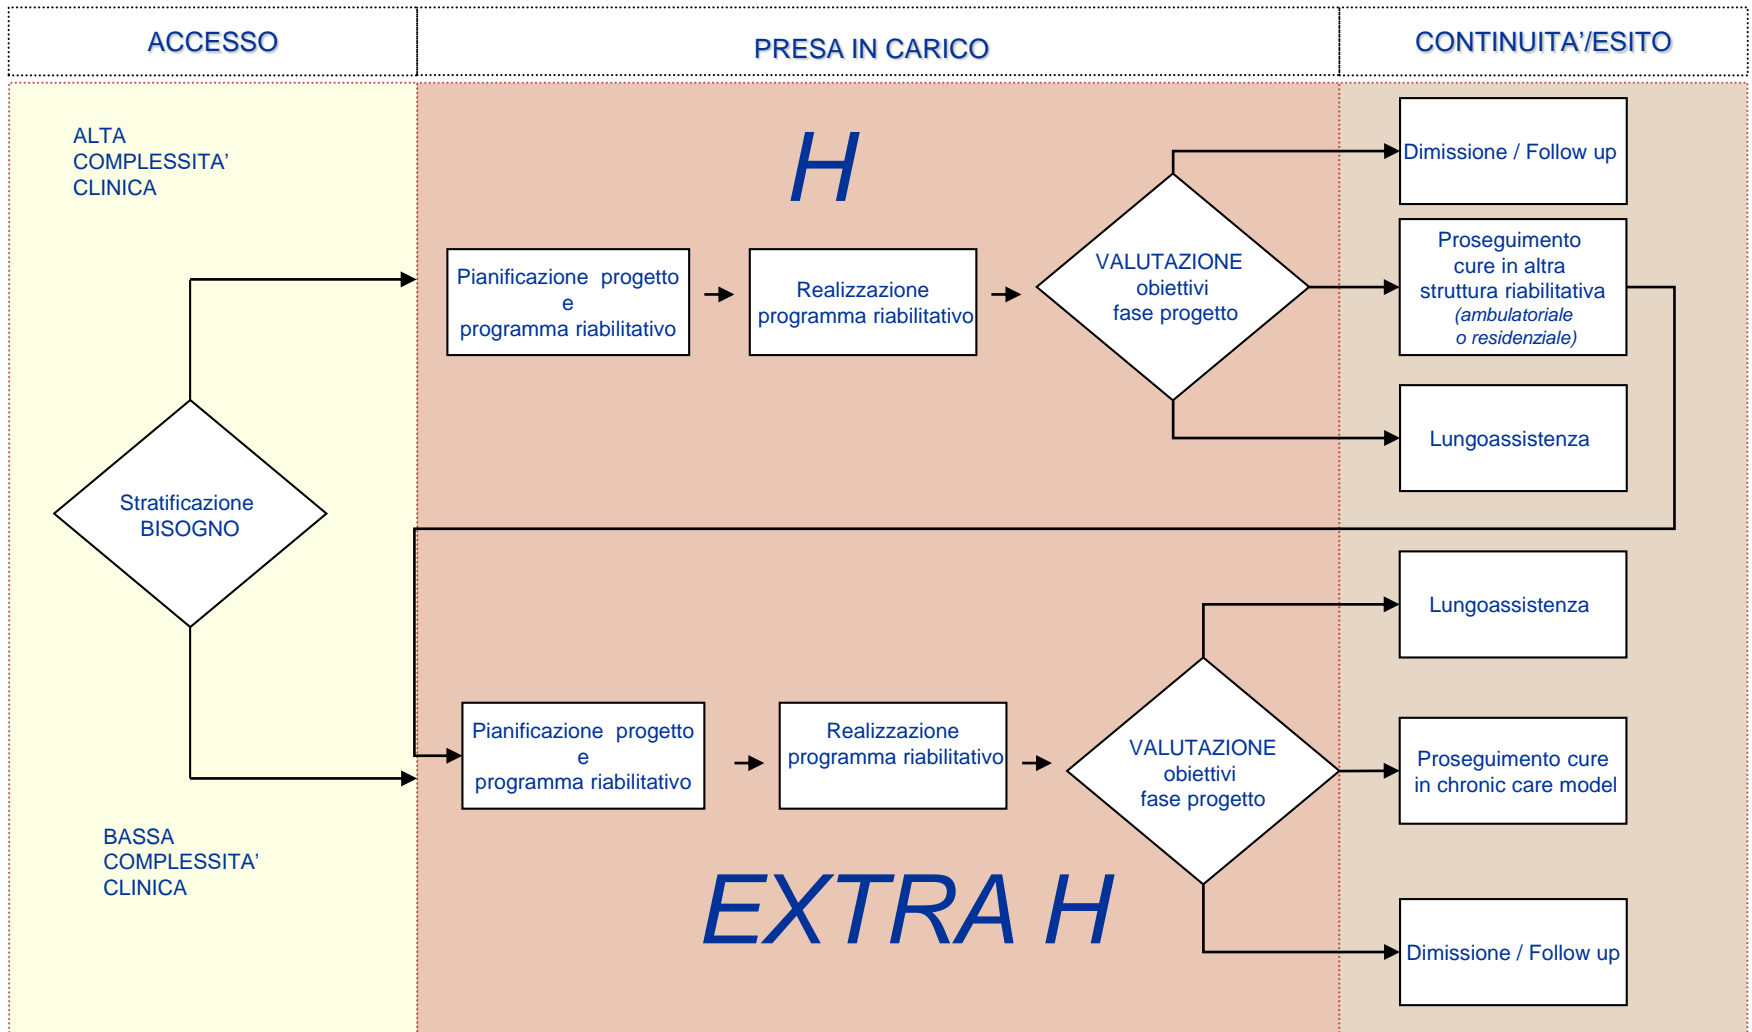 ACCESSO
PRESA IN CARICO
CONTINUITA'/ESITO
ALTA
COMPLESSITA'
CLINICA
H
Dimissione / Follow up
Pianificazione progetto
e
programma riabilitativo
Realizzazione
programma riabilitativo
VALUTAZIONE
obiettivi
fase progetto
Proseguimento
cure in altra
struttura riabilitativa
(ambulatoriale
o residenziale)
Lungoassistenza
Stratificazione
BISOGNO
Lungoassistenza
Pianificazione progetto
e
programma riabilitativo
Realizzazione
programma riabilitativo
VALUTAZIONE
obiettivi
fase progetto
Proseguimento cure
in chronic care model
BASSA
COMPLESSITA'
CLINICA
EXTRA H
Dimissione / Follow up